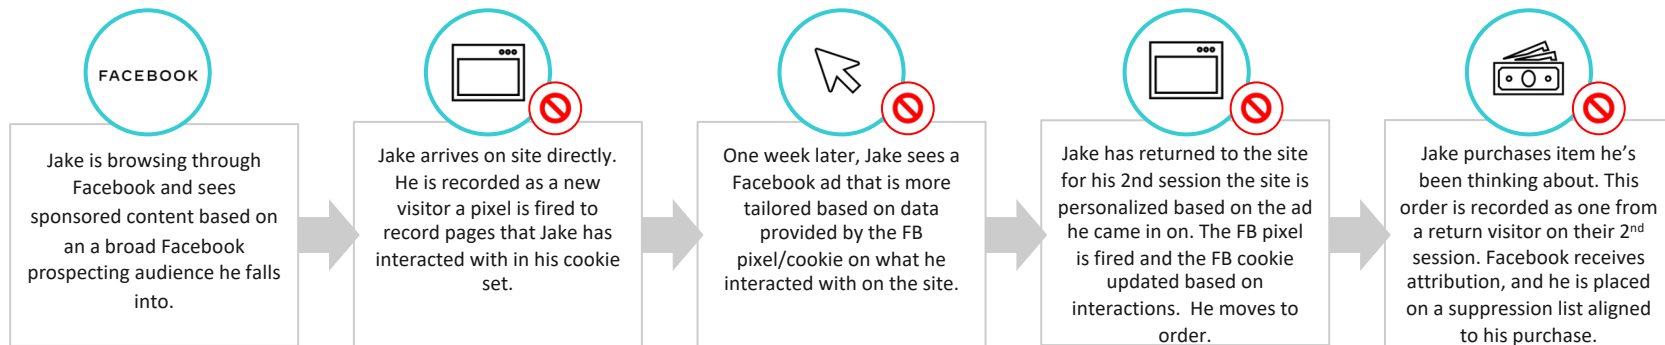 FACEBOOK
Jake is browsing through
Facebook and sees
sponsored content based on
an a broad Facebook
prospecting audience he falls
into.
Jake arrives on site directly.
He is recorded as a new
visitor a pixel is fired to
record pages that Jake has
interacted with in his cookie
set.
One week later, Jake sees a
Facebook ad that is more
tailored based on data
provided by the FB
pixel/cookie on what he
interacted with on the site.
Jake has returned to the site
for his 2nd session the site is
personalized based on the ad
he came in on. The FB pixel
is fired and the FB cookie
updated based on
interactions. He moves to
order.
Jake purchases item he’s
been thinking about. This
order is recorded as one from
a return visitor on their 2nd
session. Facebook receives
attribution, and he is placed
on a suppression list aligned
to his purchase.